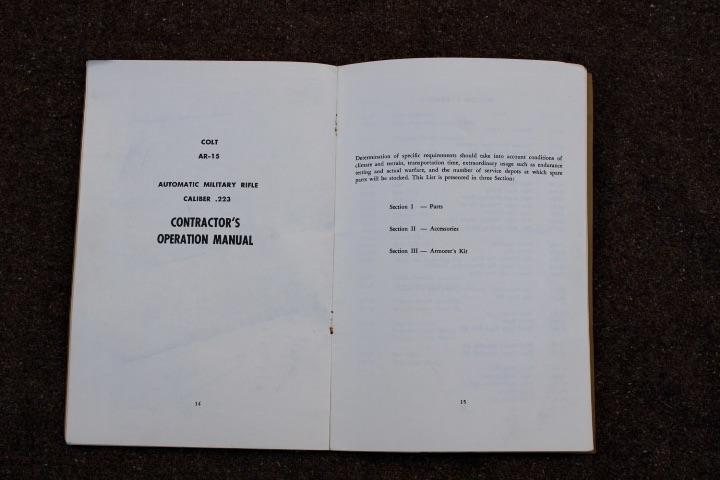 COLT
AR-15
AUTOMATIC MILITARY RIFLE
CALIBER .223
CONTRACTOR'S
OPERATION MANUAL
14
Determination of specific requirements should take into account conditions of
climate and terrain, transportation time, extraordinary usage such as endurance
testing and actual warfare, and the number of service depots at which spare
parts will be stocked. This List is presented in three Section:
Section I — Parts
Section II — Accessories
Section III — Armorer's Kit
15